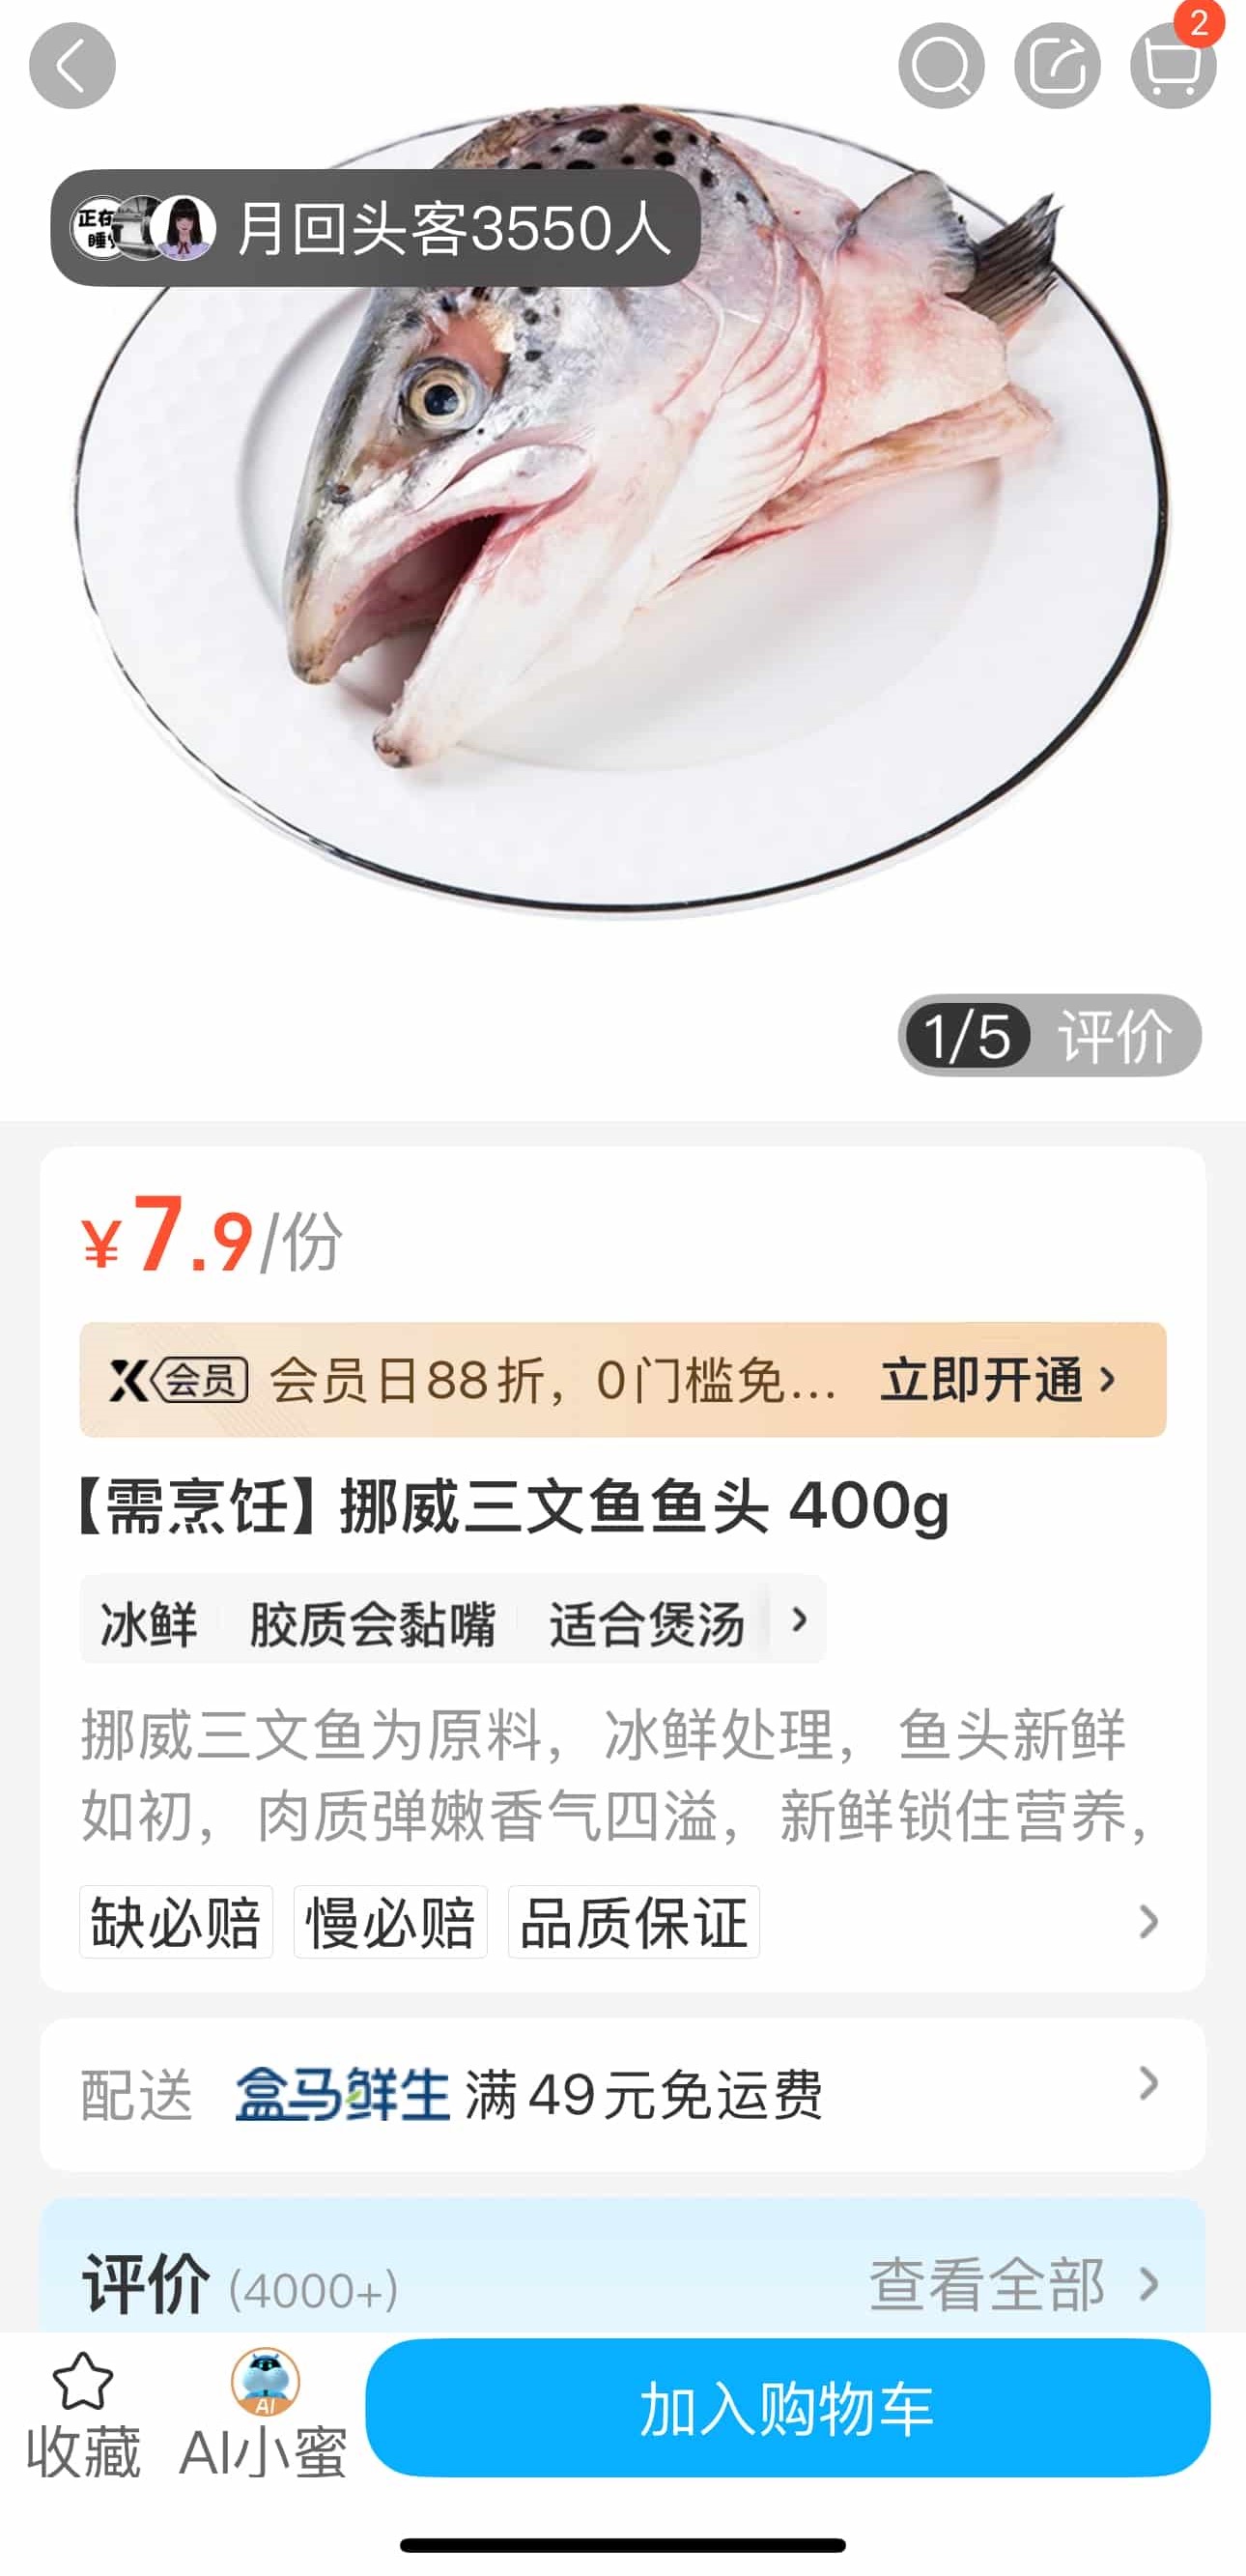 2
正在
睡
月回头客3550人
1/5 评价
¥7.9/份
X会员 会员日88折，0门槛免... 立即开通
【需烹饪】挪威三文鱼鱼头 400g
冰鲜 胶质会黏嘴 适合煲汤
挪威三文鱼为原料，冰鲜处理，鱼头新鲜
如初，肉质弹嫩香气四溢，新鲜锁住营养，
缺必赔 慢必赔 品质保证
配送 盒马鲜生 满49元免运费
评价 (4000+) 查看全部
AI
收藏 AI小蜜 加入购物车